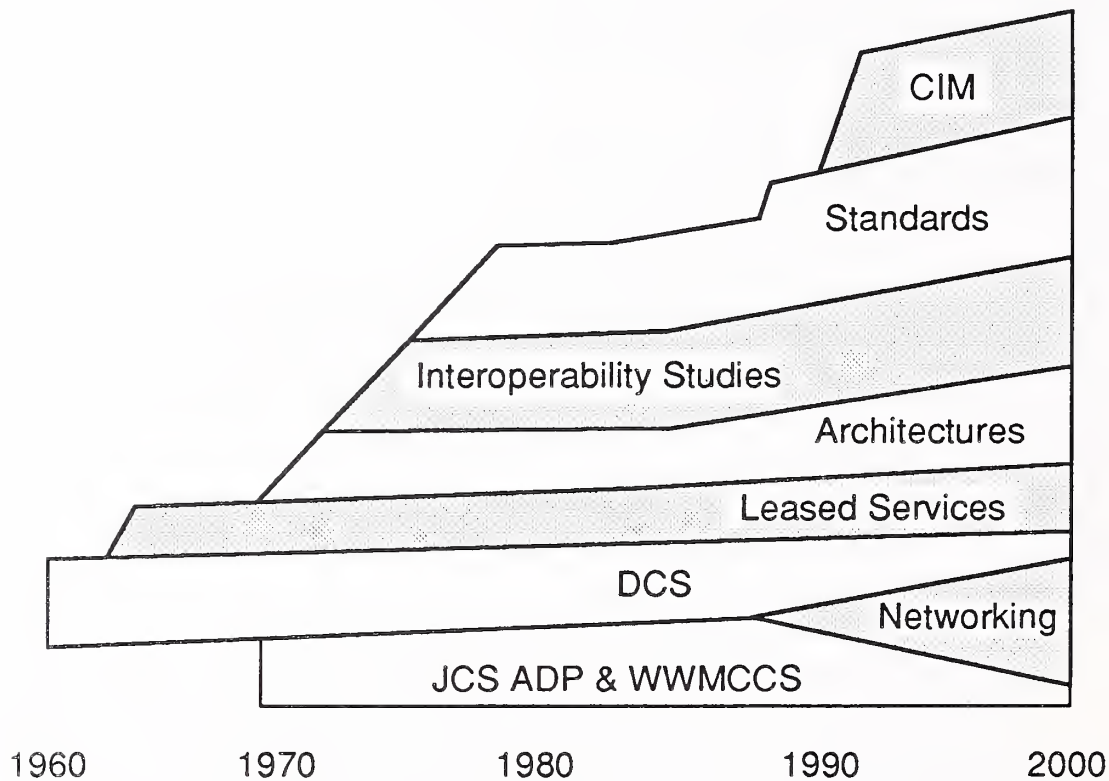 CIM
Standards
Interoperability Studies
Architectures
Leased Services
DCS
Networking
JCS ADP & WWMCCS
1960 1970 1980 1990 2000